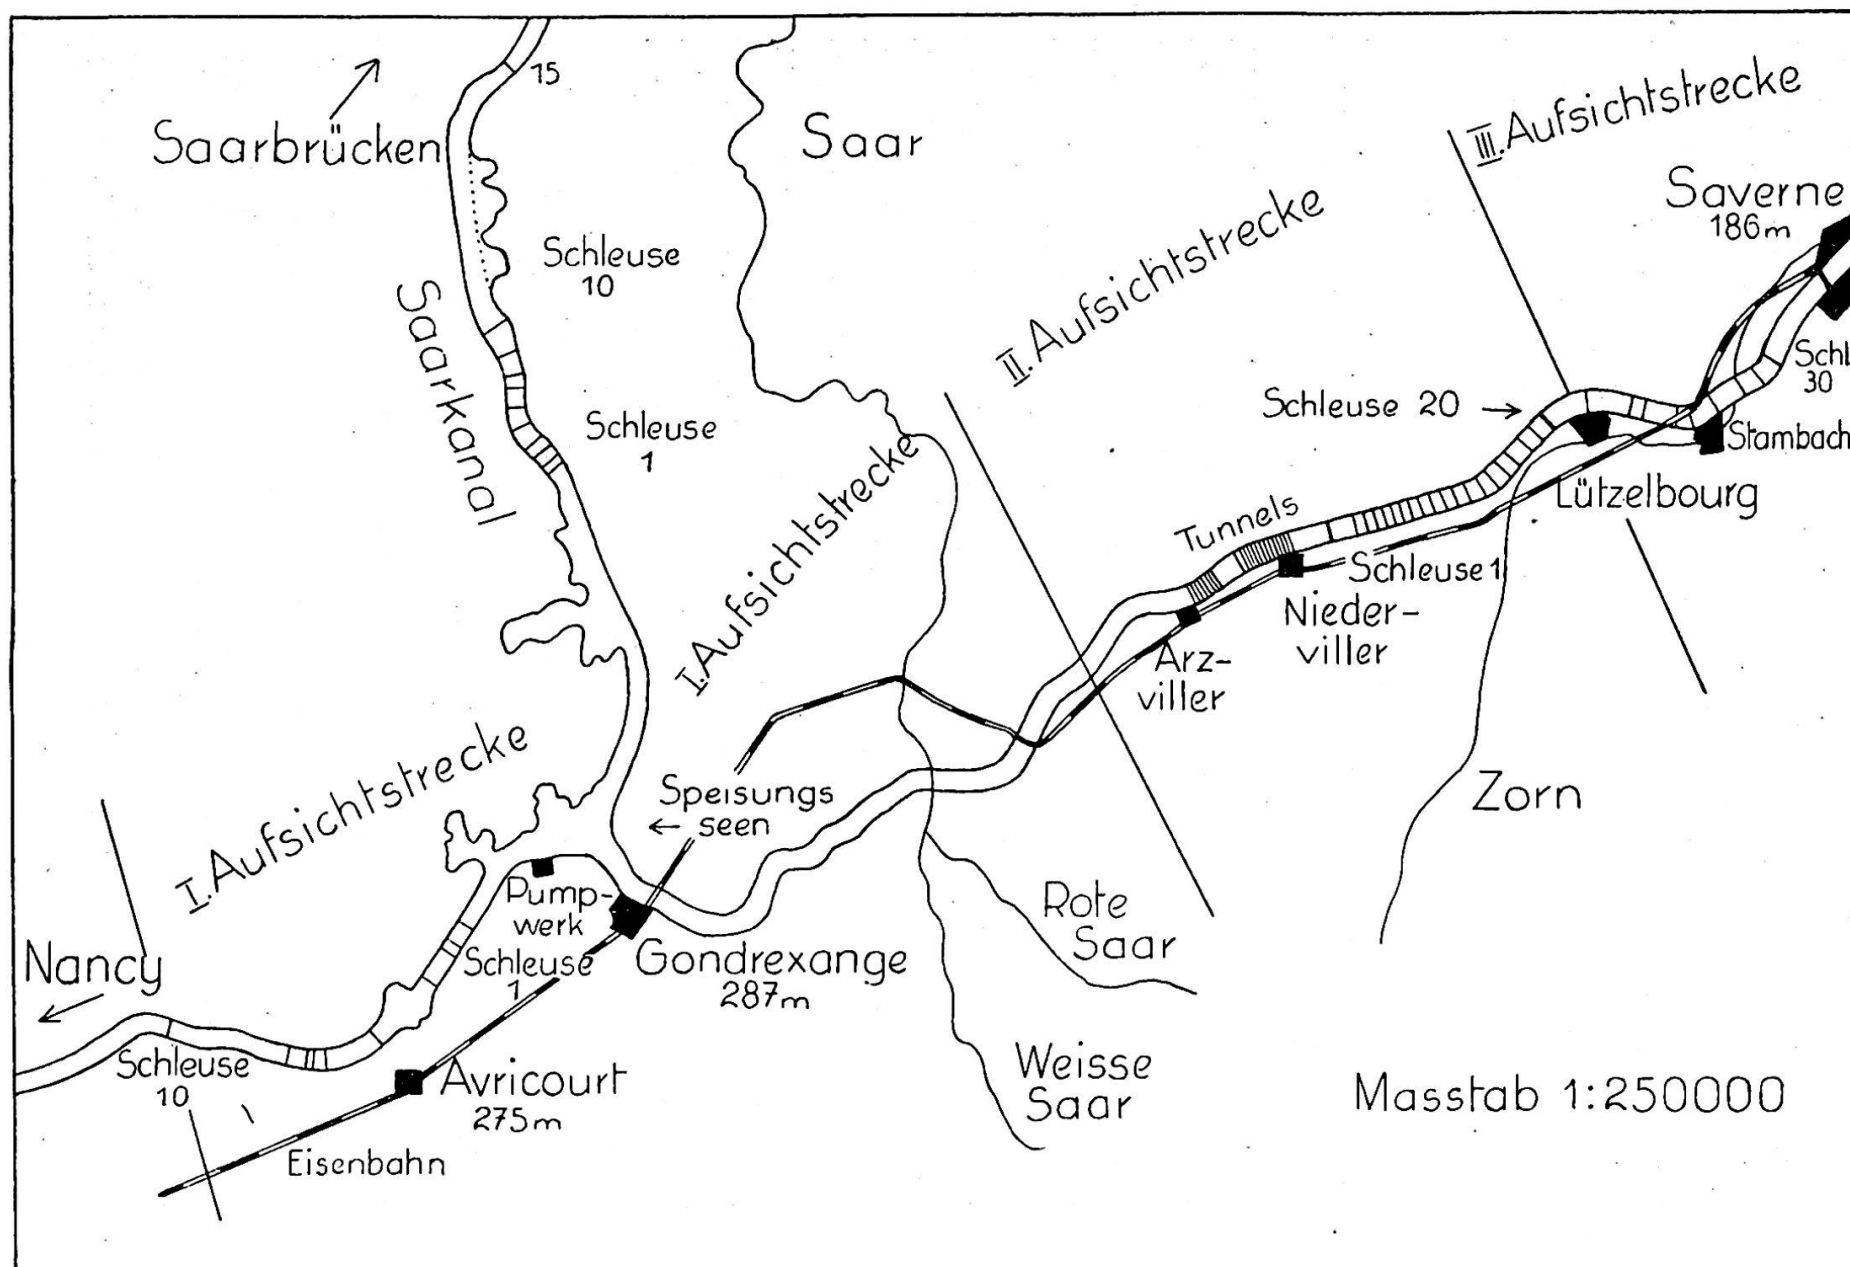 15
III. Aufsichtstrecke
Saarbrücken
Saar
Saverne
186m
Schleuse
10
II. Aufsichtstrecke
Saarkanal
Schl
30
Schleuse 20
Schleuse
1
Stambach
I. Aufsichtstrecke
Lützelbourg
Tunnels
Schleuse 1
Nieder-
viller
Arz-
viller
I. Aufsichtstrecke
Speisungs
seen
Zorn
Pump-
werk
Rote
Saar
Nancy
Schleuse
1
Gondrexange
287m
Schleuse
10
Avricourt
275m
Weisse
Saar
Masstab 1:250000
Eisenbahn